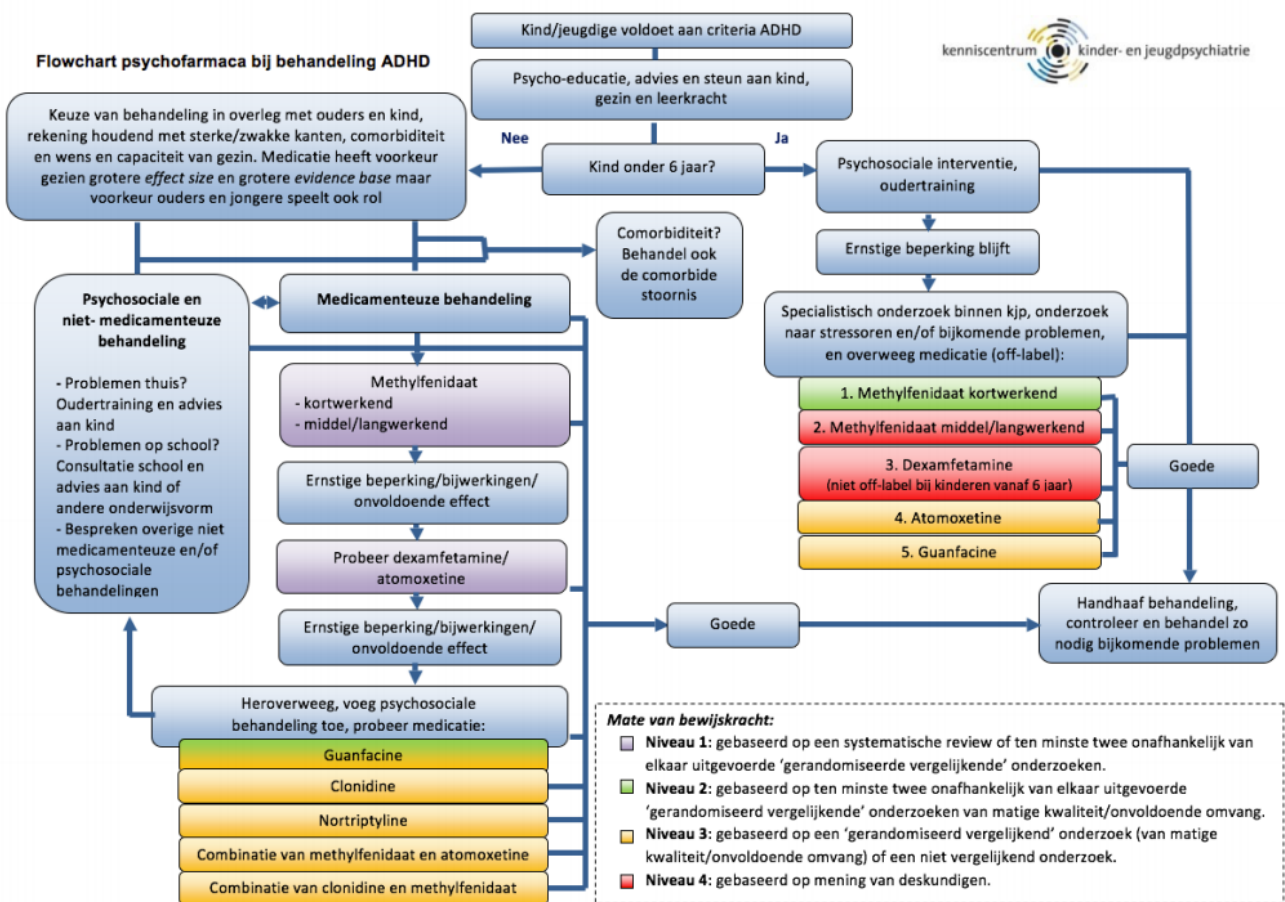 Kind/jeugdige voldoet aan criteria ADHD
kenniscentrum
kinder- en jeugdpsychiatrie
Flowchart psychofarmaca bij behandeling ADHD
Psycho-educatie, advies en steun aan kind,
gezin en leerkracht
Keuze van behandeling in overleg met ouders en kind,
rekening houdend met sterke/zwakke kanten, comorbiditeit
en wens en capaciteit van gezin. Medicatie heeft voorkeur
gezien grotere effect size en grotere evidence base maar
voorkeur ouders en jongere speelt ook rol
Nee
Ja
Kind onder 6 jaar?
Psychosociale interventie,
oudertraining
Comorbiditeit?
Behandel ook
de comorbide
stoornis
Ernstige beperking blijft
Psychosociale en
niet- medicamenteuze
behandeling
- Problemen thuis?
Oudertraining en advies
aan kind
- Problemen op school?
Consultatie school en
advies aan kind of
andere onderwijsvorm
- Bespreken overige niet
medicamenteuze en/of
psychosociale
behandelingen
Medicamenteuze behandeling
Specialistisch onderzoek binnen kjp, onderzoek
naar stressoren en/of bijkomende problemen,
en overweeg medicatie (off-label):
Methylfenidaat
- kortwerkend
- middel/langwerkend
1. Methylfenidaat kortwerkend
2. Methylfenidaat middel/langwerkend
3. Dexamfetamine
(niet off-label bij kinderen vanaf 6 jaar)
4. Atomoxetine
5. Guanfacine
Goede
Ernstige beperking/bijwerkingen/
onvoldoende effect
Probeer dexamfetamine/
atomoxetine
Ernstige beperking/bijwerkingen/
onvoldoende effect
Goede
Handhaaf behandeling,
controleer en behandel zo
nodig bijkomende problemen
Heroverweeg, voeg psychosociale
behandeling toe, probeer medicatie:
Guanfacine
Clonidine
Nortriptyline
Combinatie van methylfenidaat en atomoxetine
Combinatie van clonidine en methylfenidaat
Mate van bewijskracht:
Niveau 1: gebaseerd op een systematische review of ten minste twee onafhankelijk van
elkaar uitgevoerde ‘gerandomiseerde vergelijkende’ onderzoeken.
Niveau 2: gebaseerd op ten minste twee onafhankelijk van elkaar uitgevoerde
‘gerandomiseerd vergelijkende’ onderzoeken van matige kwaliteit/onvoldoende omvang.
Niveau 3: gebaseerd op een ‘gerandomiseerd vergelijkend’ onderzoek (van matige
kwaliteit/onvoldoende omvang) of een niet vergelijkend onderzoek.
Niveau 4: gebaseerd op mening van deskundigen.